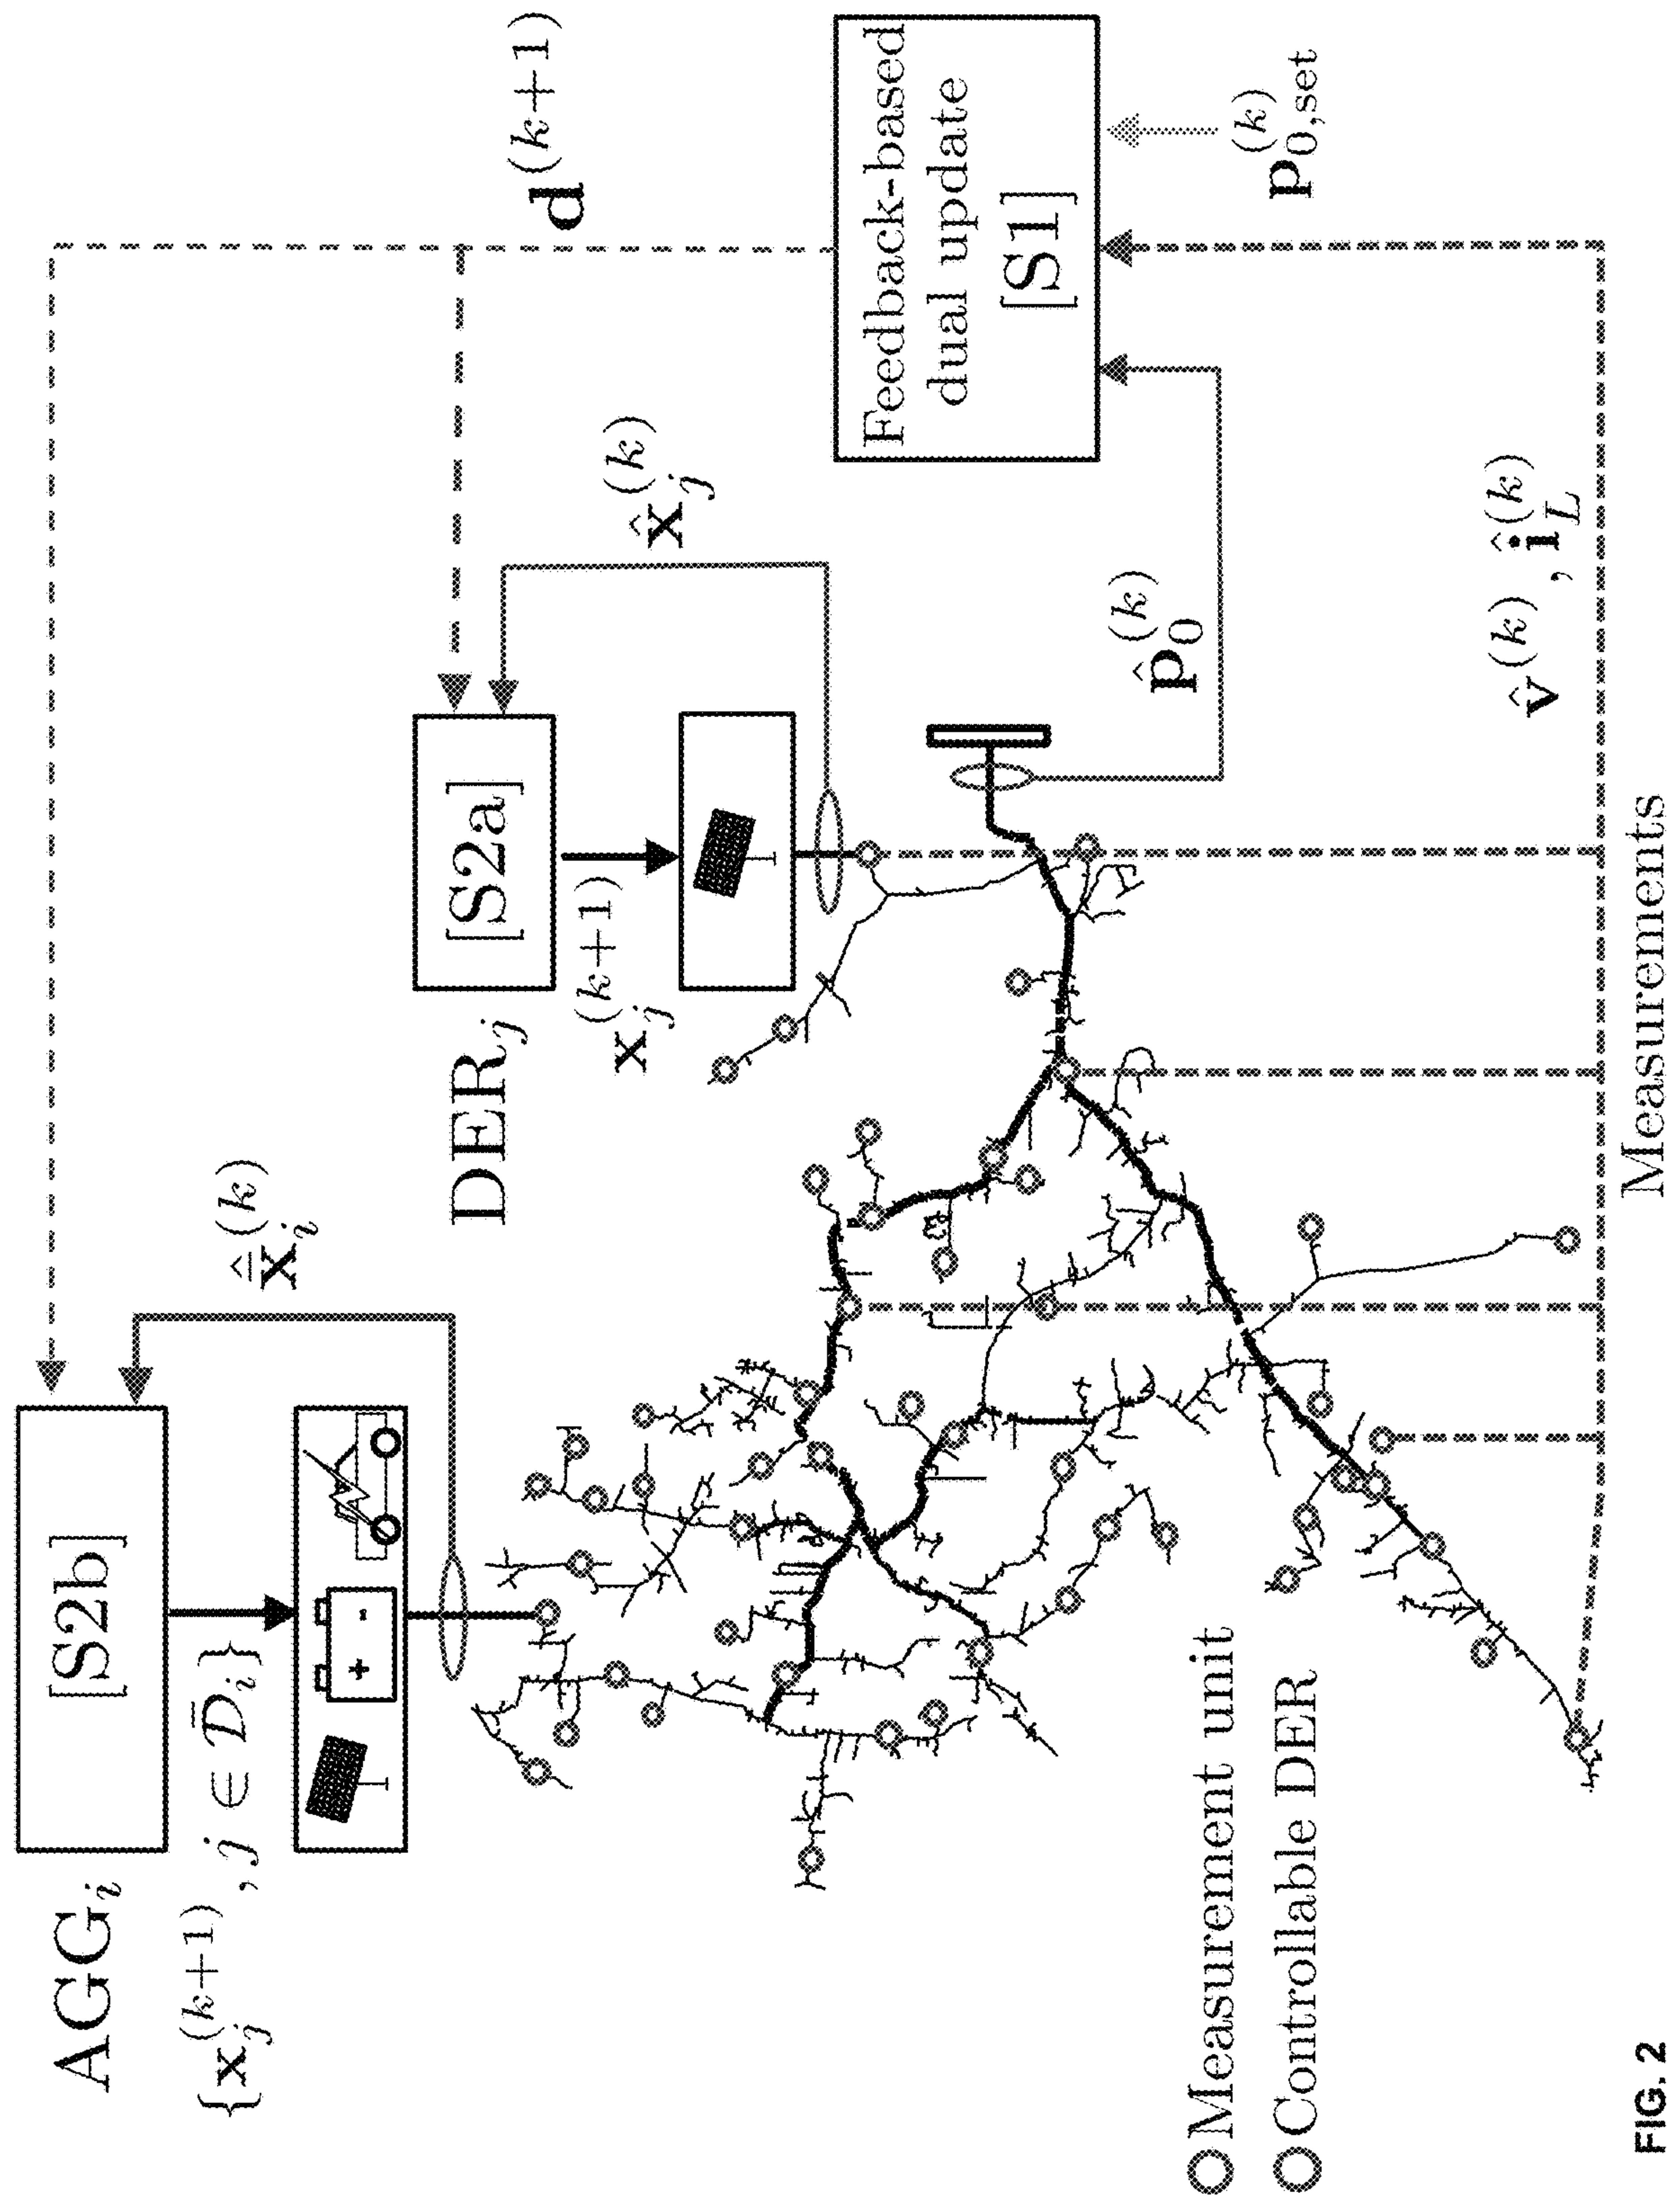 AGG_i
[S2b]
{x_j^(k+1), j ∈ D̄_i}
+ -
x̂̿_i^(k)
DER_j
[S2a]
x_j^(k+1)
x̂_j^(k)
d^(k+1)
Feedback-based
dual update
[S1]
p̂_0^(k)
p_0,set^(k)
v̂^(k), î_L^(k)
Measurement unit
Controllable DER
Measurements
FIG. 2